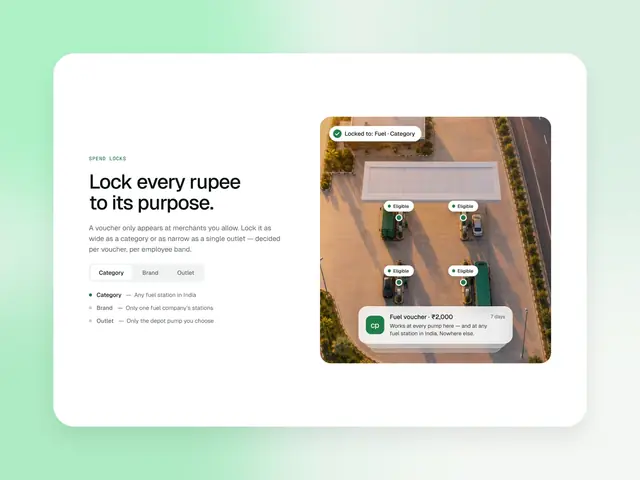 SPEND LOCKS
Lock every rupee
to its purpose.
A voucher only appears at merchants you allow. Lock it as
wide as a category or as narrow as a single outlet — decided
per voucher, per employee band.
Category Brand Outlet
Category — Any fuel station in India
Brand — Only one fuel company's stations
Outlet — Only the depot pump you choose
Locked to: Fuel · Category
Eligible Eligible
Eligible Eligible
cp
Fuel voucher · ₹2,000 7 days
Works at every pump here — and at any
fuel station in India. Nowhere else.